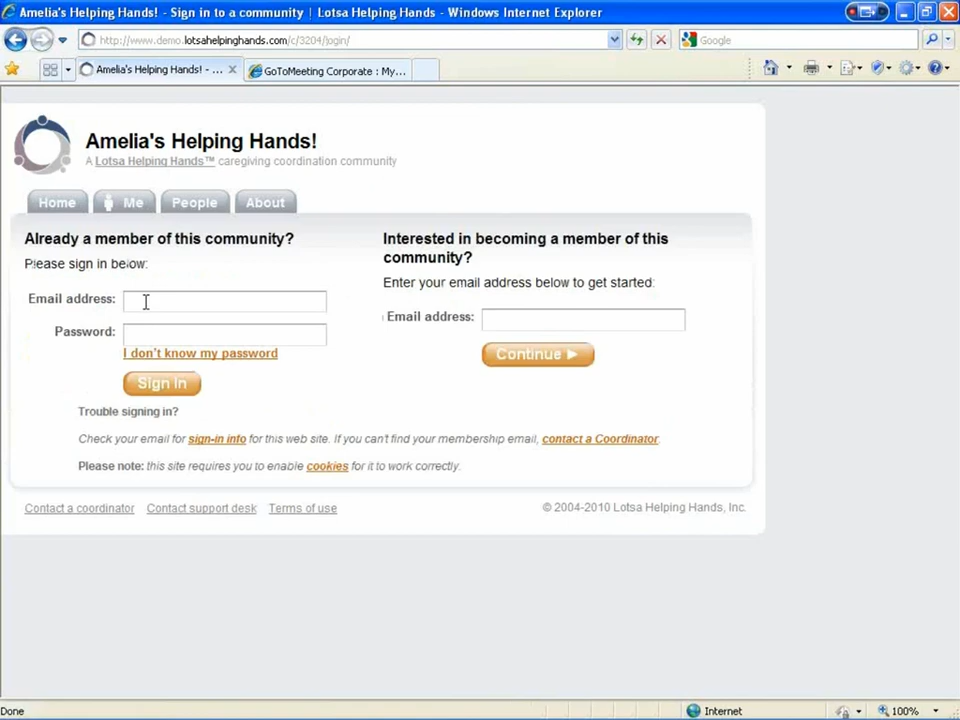 Amelia's Helping Hands! - Sign in to a community | Lotsa Helping Hands - Windows Internet Explorer
http://www.demo.lotsahelpinghands.com/c/3204/login/
Google
Amelia's Helping Hands! - ...
GoToMeeting Corporate : My...
Amelia's Helping Hands!
A Lotsa Helping Hands™ caregiving coordination community
Home
Me
People
About
Already a member of this community?
Please sign in below:
Email address:
Password:
I don't know my password
Sign In
Interested in becoming a member of this
community?
Enter your email address below to get started:
Email address:
Continue
Trouble signing in?
Check your email for sign-in info for this web site. If you can't find your membership email, contact a Coordinator.
Please note: this site requires you to enable cookies for it to work correctly.
Contact a coordinator Contact support desk Terms of use
© 2004-2010 Lotsa Helping Hands, Inc.
Done
Internet
100%